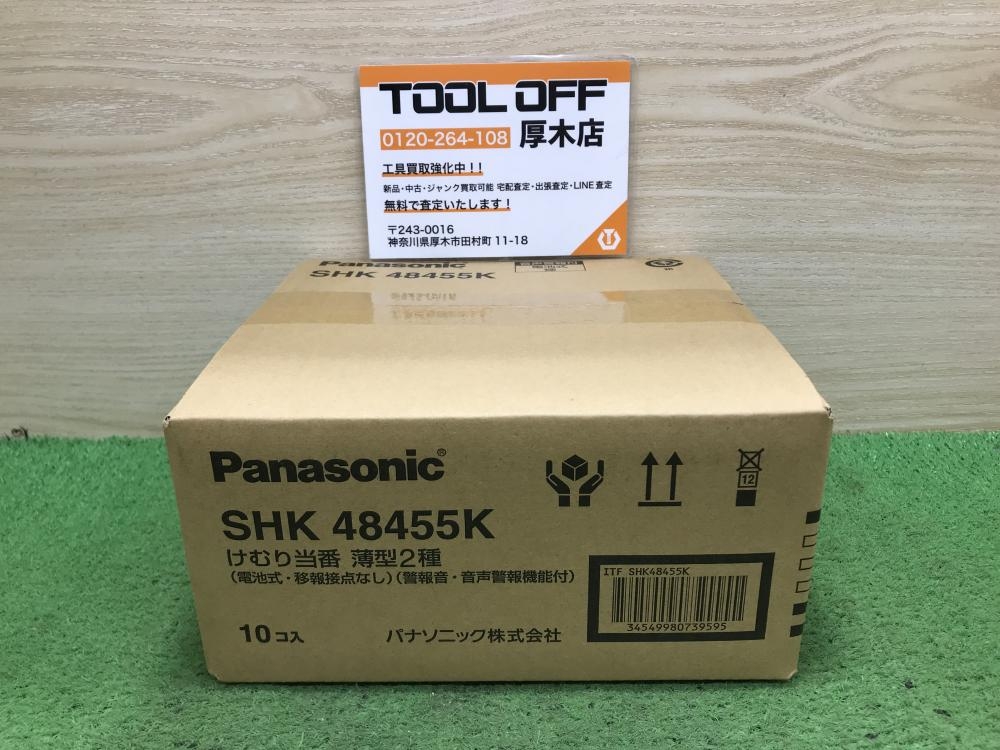 TOOL OFF
0120-264-108 厚木店
工具買取強化中！！
新品・中古・ジャンク買取可能 宅配査定・出張査定・LINE査定
無料で査定いたします！
〒243-0016
神奈川県厚木市田村町 11-18
Panasonic
SHK 48455K
Panasonic®
SHK 48455K
けむり当番 薄型2種
（電池式・移報接点なし）（警報音・音声警報機能付）
10コ入
パナソニック株式会社
12
ITF SHK48455K
34549980739595